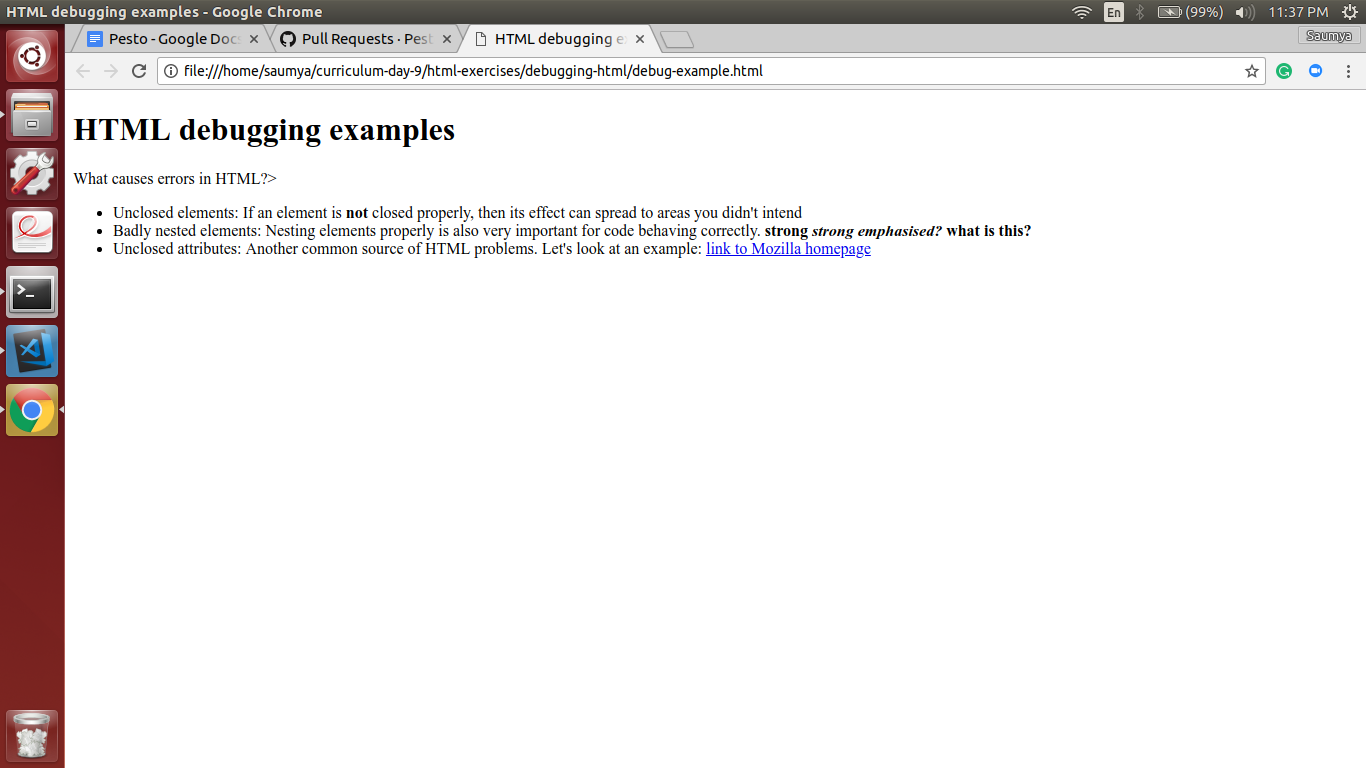 HTML debugging examples - Google Chrome
En
(99%)
11:37 PM
Pesto - Google Docs
Pull Requests · Pest
HTML debugging e
Saumya
file:///home/saumya/curriculum-day-9/html-exercises/debugging-html/debug-example.html
HTML debugging examples
What causes errors in HTML?>
Unclosed elements: If an element is not closed properly, then its effect can spread to areas you didn't intend
Badly nested elements: Nesting elements properly is also very important for code behaving correctly. strong strong emphasised? what is this?
Unclosed attributes: Another common source of HTML problems. Let's look at an example: link to Mozilla homepage